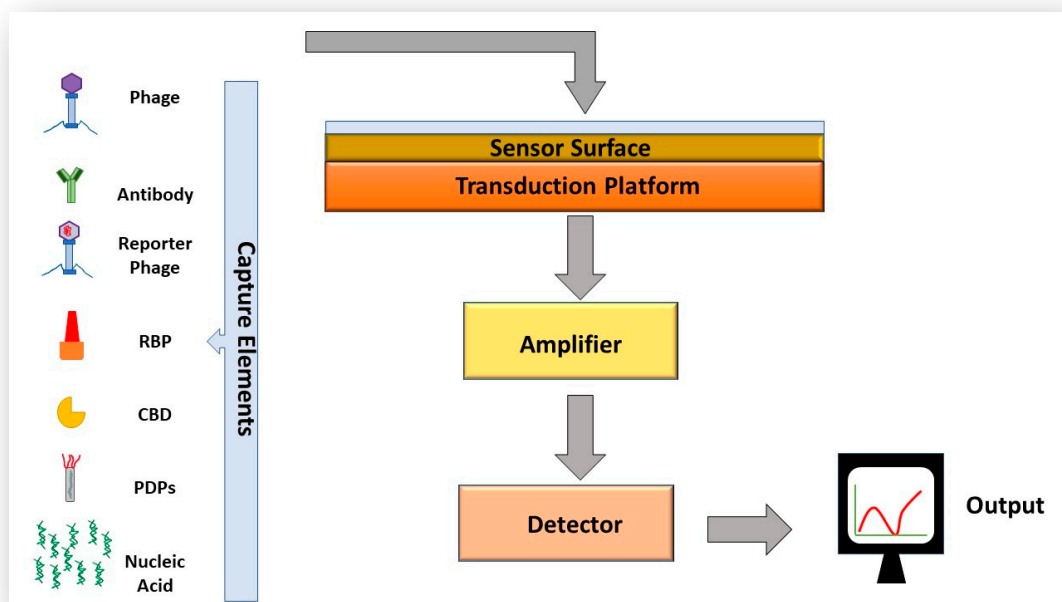 Phage
Antibody
Reporter
Phage
RBP
CBD
PDPs
Nucleic
Acid
Capture Elements
Sensor Surface
Transduction Platform
Amplifier
Detector
Output